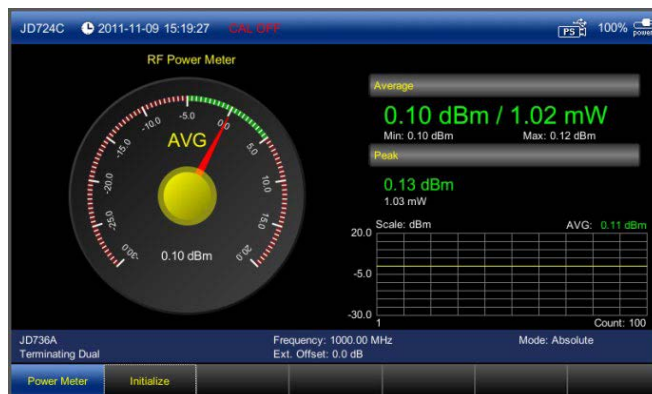 JD724C 2011-11-09 15:19:27 CAL OFF PS 100% power
RF Power Meter
-30.0
-25.0
-20.0
-15.0
-10.0
-5.0
0.0
5.0
10.0
15.0
20.0
AVG
0.10 dBm
Average
0.10 dBm / 1.02 mW
Min: 0.10 dBm Max: 0.12 dBm
Peak
0.13 dBm
1.03 mW
Scale: dBm AVG: 0.11 dBm
20.0
-5.0
-30.0
1 Count: 100
JD736A Frequency: 1000.00 MHz Mode: Absolute
Terminating Dual Ext. Offset: 0.0 dB
Power Meter Initialize